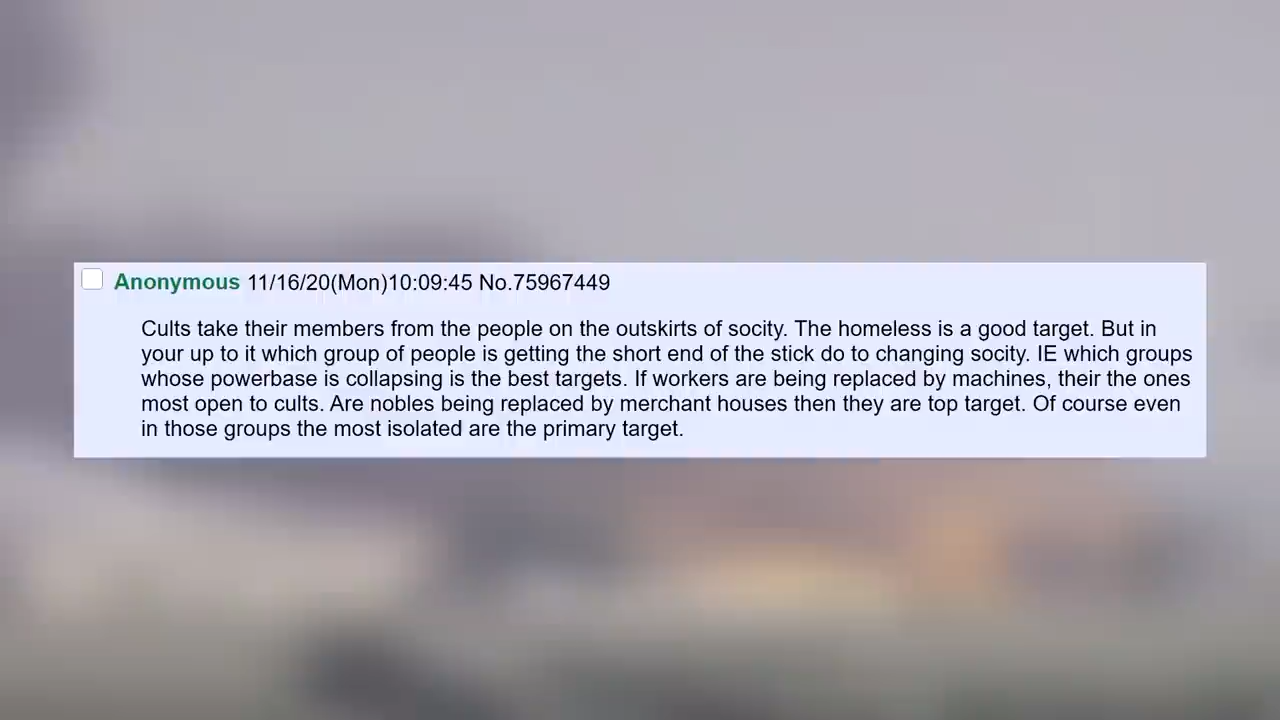 Anonymous 11/16/20(Mon)10:09:45 No.75967449
Cults take their members from the people on the outskirts of socity. The homeless is a good target. But in
your up to it which group of people is getting the short end of the stick do to changing socity. IE which groups
whose powerbase is collapsing is the best targets. If workers are being replaced by machines, their the ones
most open to cults. Are nobles being replaced by merchant houses then they are top target. Of course even
in those groups the most isolated are the primary target.